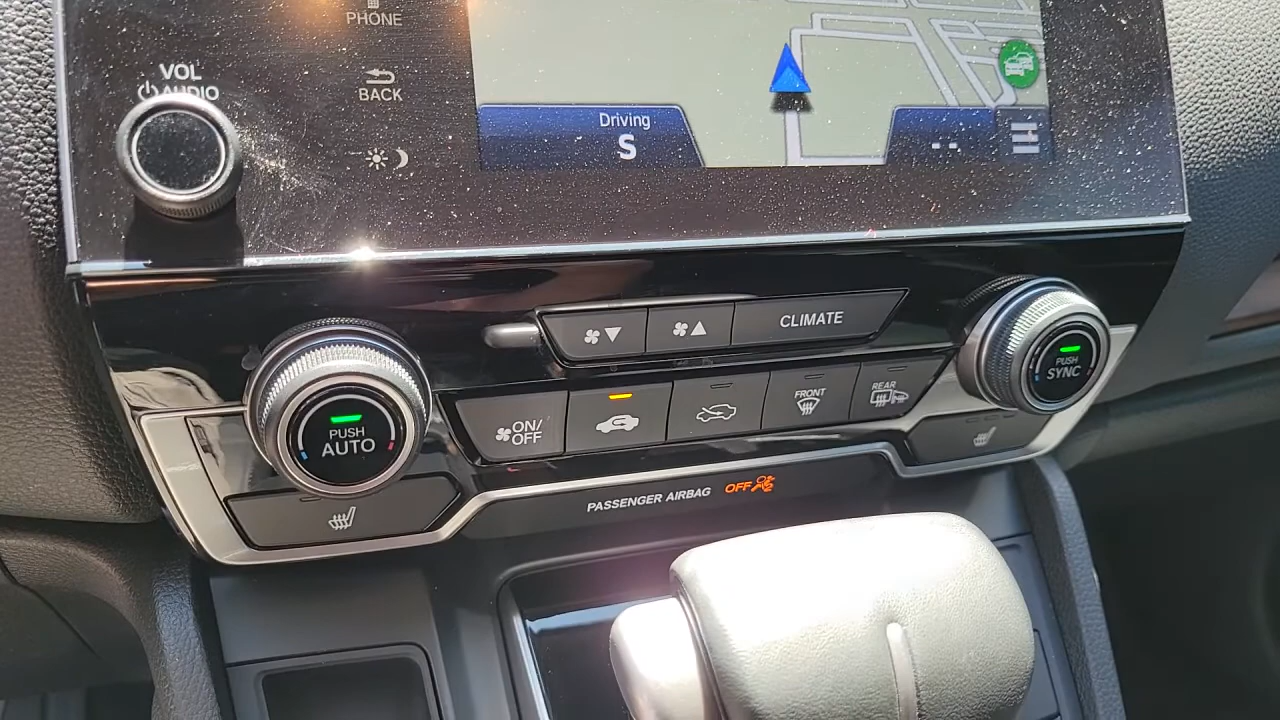 PHONE
VOL
AUDIO
BACK
Driving
S
--
CLIMATE
PUSH
AUTO
ON/
OFF
FRONT
REAR
PUSH
SYNC
PASSENGER AIRBAG OFF